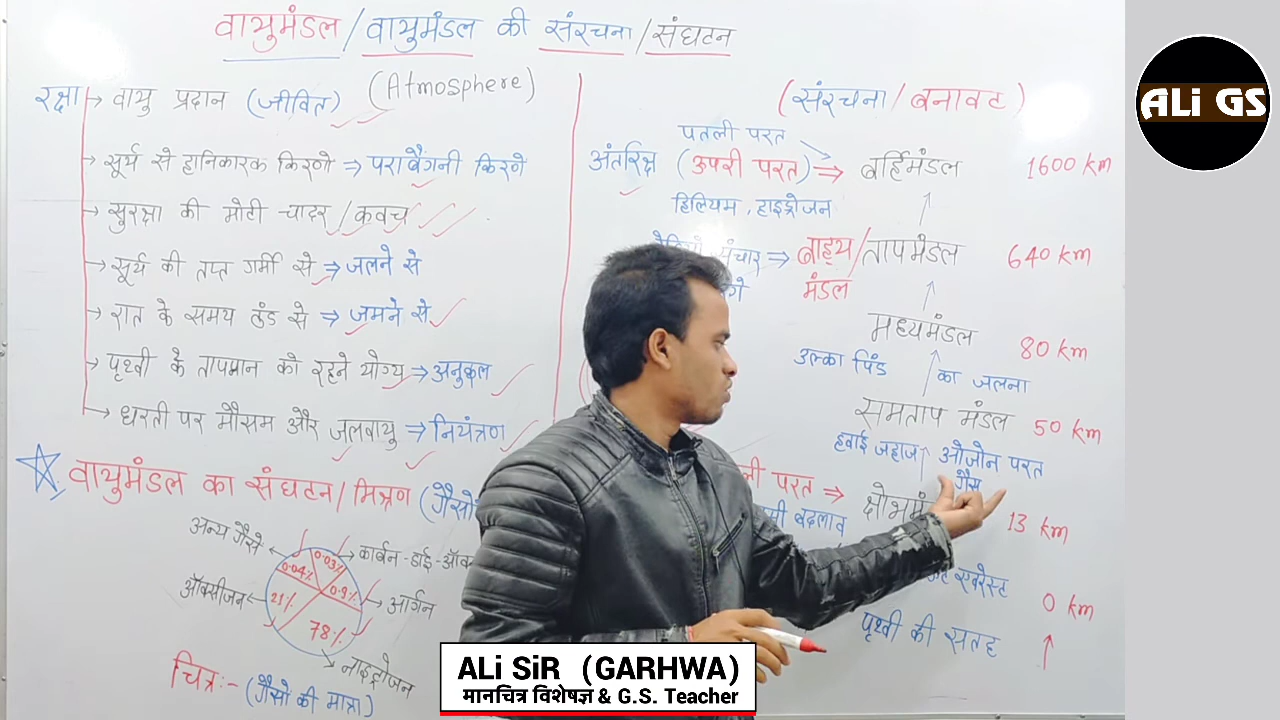 वायुमंडल/वायुमंडल की संरचना/संघटन
(Atmosphere)
रक्षा → वायु प्रदान (जीवित)
→ सूर्य से हानिकारक किरणो ⇒ पराबैंगनी किरणे
→ सुरक्षा की मोटी चादर/कवच
→ सूर्य की तप्त गर्मी से ⇒ जलने से
→ रात के समय ठंड से ⇒ जमने से
→ पृथ्वी के तापमान को रहने योग्य ⇒ अनुकूल
→ धरती पर मौसम और जलवायु ⇒ नियंत्रण
वायुमंडल का संघटन/मिश्रण (गैसो
अन्य गैसे
कार्बन-डाई-ऑक्स
0.04%
0.03%
0.9%
ऑक्सीजन
21%
आर्गन
78%
नाइट्रोजन
चित्र:- (गैसो की मात्रा)
(संरचना/बनावट)
पतली परत
अंतरिक्ष (ऊपरी परत) ⇒ बर्हिमंडल 1600 km
हिलियम, हाइड्रोजन
संचार ⇒ बाह्य/तापमंडल 640 km
मंडल
मध्यमंडल 80 km
उल्का पिंड का जलना
समताप मंडल 50 km
हवाई जहाज ओजोन परत
गैस
परत ⇒ क्षोभमं 13 km
बदलाव
एवरेस्ट
0 km
पृथ्वी की सतह
ALi GS
ALi SiR (GARHWA)
मानचित्र विशेषज्ञ & G.S. Teacher